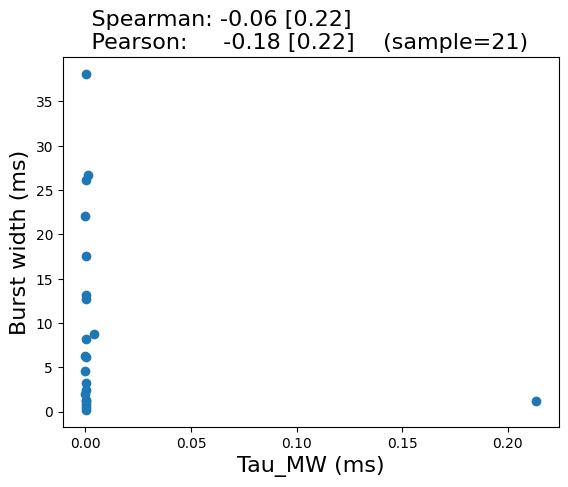 Spearman: -0.06 [0.22]
Pearson: -0.18 [0.22] (sample=21)
35
30
25
20
15
10
5
0
Burst width (ms)
0.00 0.05 0.10 0.15 0.20
Tau_MW (ms)